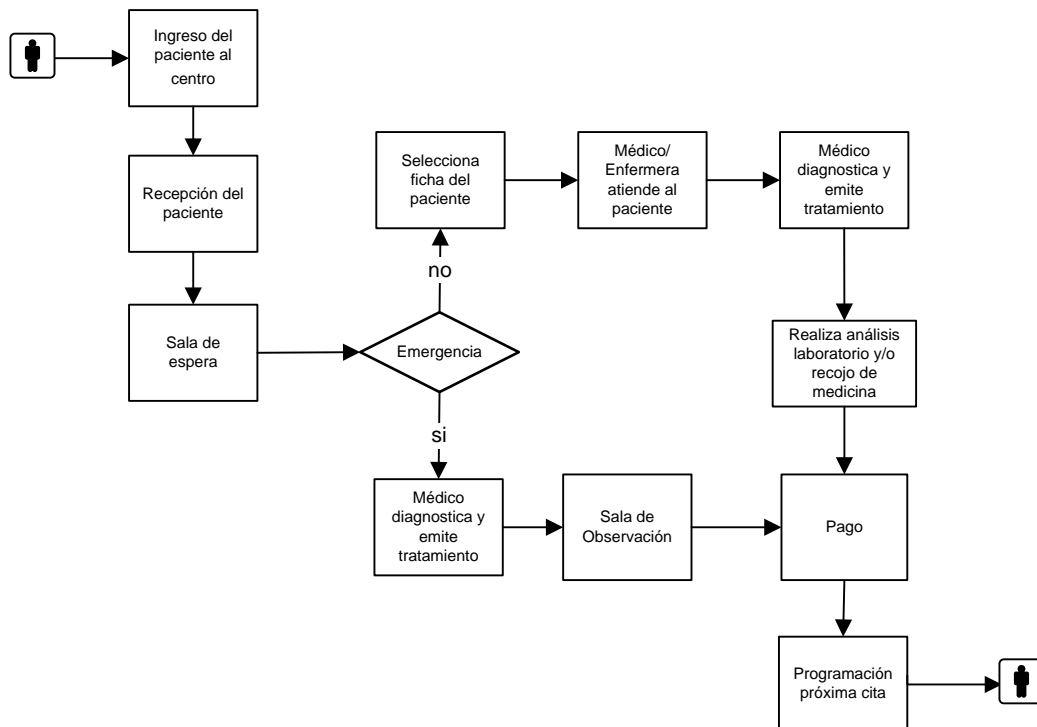 Ingreso del
paciente al
centro
Recepción del
paciente
Sala de
espera
Emergencia
no
Selecciona
ficha del
paciente
Médico/
Enfermera
atiende al
paciente
Médico
diagnostica y
emite
tratamiento
Realiza análisis
laboratorio y/o
recojo de
medicina
si
Médico
diagnostica y
emite
tratamiento
Sala de
Observación
Pago
Programación
próxima cita